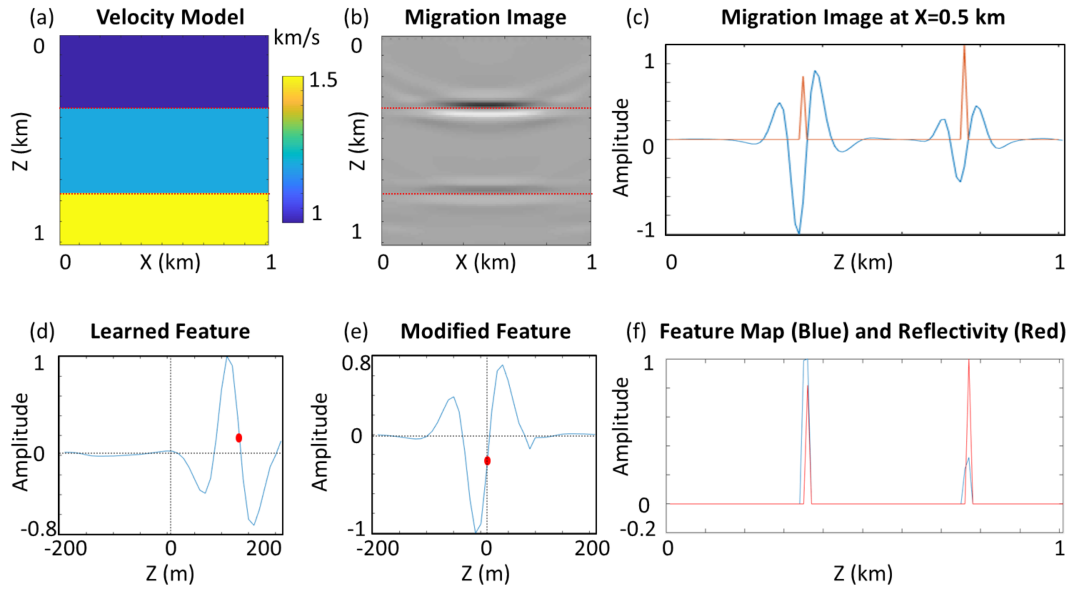 (a) Velocity Model
km/s
0
Z (km)
1
0 X (km) 1
1.5
1
(b) Migration Image
0
Z (km)
1
0 X (km) 1
(c) Migration Image at X=0.5 km
1
Amplitude
0
-1
0 Z (km) 1
(d) Learned Feature
1
Amplitude
0
-0.8
-200 0 200
Z (m)
(e) Modified Feature
0.8
Amplitude
0
-1
-200 0 200
Z (m)
(f) Feature Map (Blue) and Reflectivity (Red)
1
Amplitude
0
-0.2
0 Z (km) 1